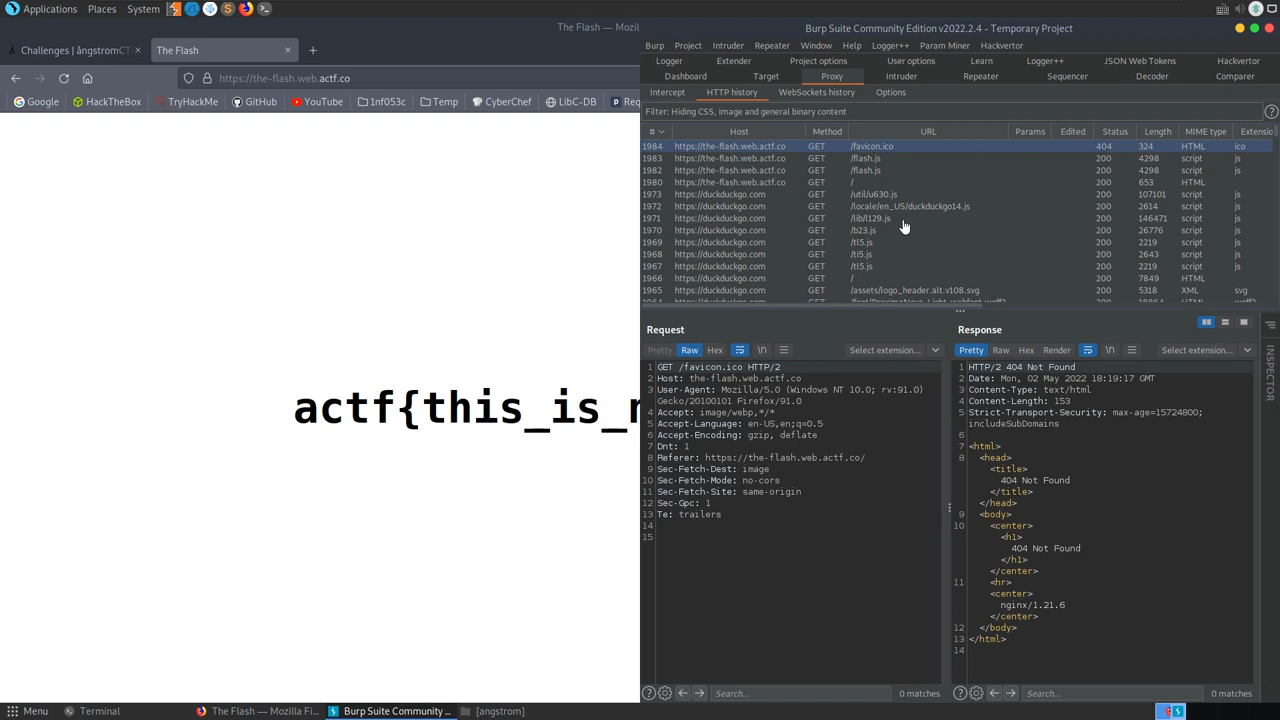 Applications Places System
The Flash — Mozil
Burp Suite Community Edition v2022.2.4 - Temporary Project
Challenges | ångstromCT
The Flash
https://the-flash.web.actf.co
Google HackTheBox TryHackMe GitHub YouTube 1nf053c Temp CyberChef LibC-DB Req
actf{this_is_n
Burp Project Intruder Repeater Window Help Logger++ Param Miner Hackvertor
Logger Extender Project options User options Learn Logger++ JSON Web Tokens Hackvertor
Dashboard Target Proxy Intruder Repeater Sequencer Decoder Comparer
Intercept HTTP history WebSockets history Options
Filter: Hiding CSS, image and general binary content
# Host Method URL Params Edited Status Length MIME type Extensio
1984 https://the-flash.web.actf.co GET /favicon.ico 404 324 HTML ico
1983 https://the-flash.web.actf.co GET /flash.js 200 4298 script js
1982 https://the-flash.web.actf.co GET /flash.js 200 4298 script js
1980 https://the-flash.web.actf.co GET / 200 653 HTML
1973 https://duckduckgo.com GET /util/u630.js 200 107101 script js
1972 https://duckduckgo.com GET /locale/en_US/duckduckgo14.js 200 2614 script js
1971 https://duckduckgo.com GET /lib/l129.js 200 146471 script js
1970 https://duckduckgo.com GET /b23.js 200 26776 script js
1969 https://duckduckgo.com GET /tl5.js 200 2219 script js
1968 https://duckduckgo.com GET /ti5.js 200 2643 script js
1967 https://duckduckgo.com GET /tl5.js 200 2219 script js
1966 https://duckduckgo.com GET / 200 7849 HTML
1965 https://duckduckgo.com GET /assets/logo_header.alt.v108.svg 200 5318 XML svg
Request
Pretty Raw Hex \n Select extension...
1 GET /favicon.ico HTTP/2
2 Host: the-flash.web.actf.co
3 User-Agent: Mozilla/5.0 (Windows NT 10.0; rv:91.0)
Gecko/20100101 Firefox/91.0
4 Accept: image/webp,*/*
5 Accept-Language: en-US,en;q=0.5
6 Accept-Encoding: gzip, deflate
7 Dnt: 1
8 Referer: https://the-flash.web.actf.co/
9 Sec-Fetch-Dest: image
10 Sec-Fetch-Mode: no-cors
11 Sec-Fetch-Site: same-origin
12 Sec-Gpc: 1
13 Te: trailers
14
15
Search... 0 matches
Response
Pretty Raw Hex Render \n Select extension...
1 HTTP/2 404 Not Found
2 Date: Mon, 02 May 2022 18:19:17 GMT
3 Content-Type: text/html
4 Content-Length: 153
5 Strict-Transport-Security: max-age=15724800;
includeSubDomains
6
7 <html>
8 <head>
<title>
404 Not Found
</title>
</head>
9 <body>
10 <center>
<h1>
404 Not Found
</h1>
</center>
11 <hr>
<center>
nginx/1.21.6
</center>
12 </body>
13 </html>
14
Search... 0 matches
INSPECTOR
Menu Terminal The Flash — Mozilla Fi... Burp Suite Community ... [angstrom]